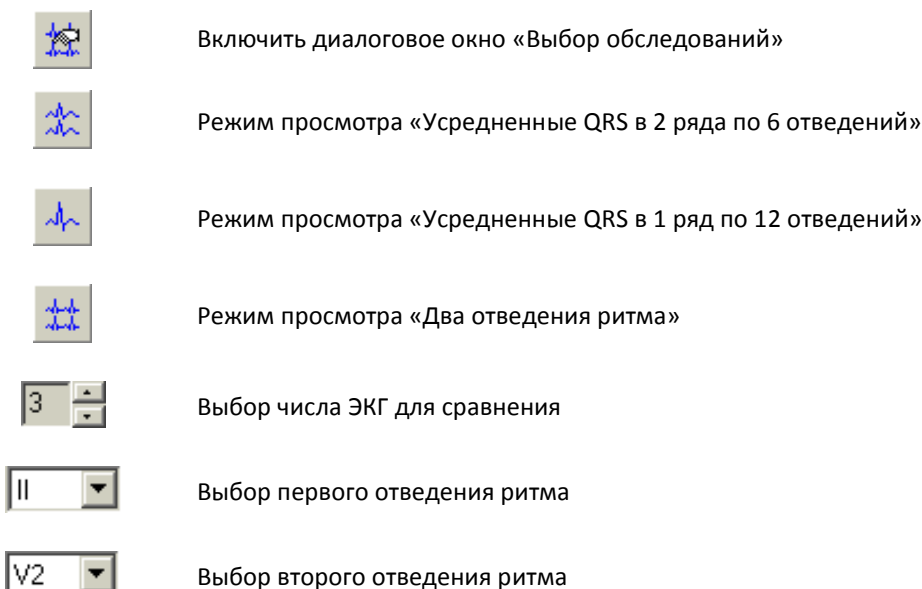 Включить диалоговое окно «Выбор обследований»
Режим просмотра «Усредненные QRS в 2 ряда по 6 отведений»
Режим просмотра «Усредненные QRS в 1 ряд по 12 отведений»
Режим просмотра «Два отведения ритма»
3 Выбор числа ЭКГ для сравнения
II Выбор первого отведения ритма
V2 Выбор второго отведения ритма